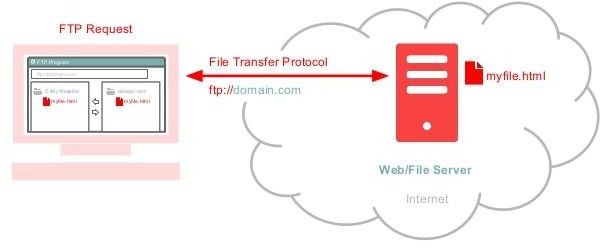 FTP Request
FTP Program
ftp://domain.com
C:\MyWebsite\
myfile.html
domain.com
myfile.html
File Transfer Protocol
ftp://domain.com
myfile.html
Web/File Server
Internet